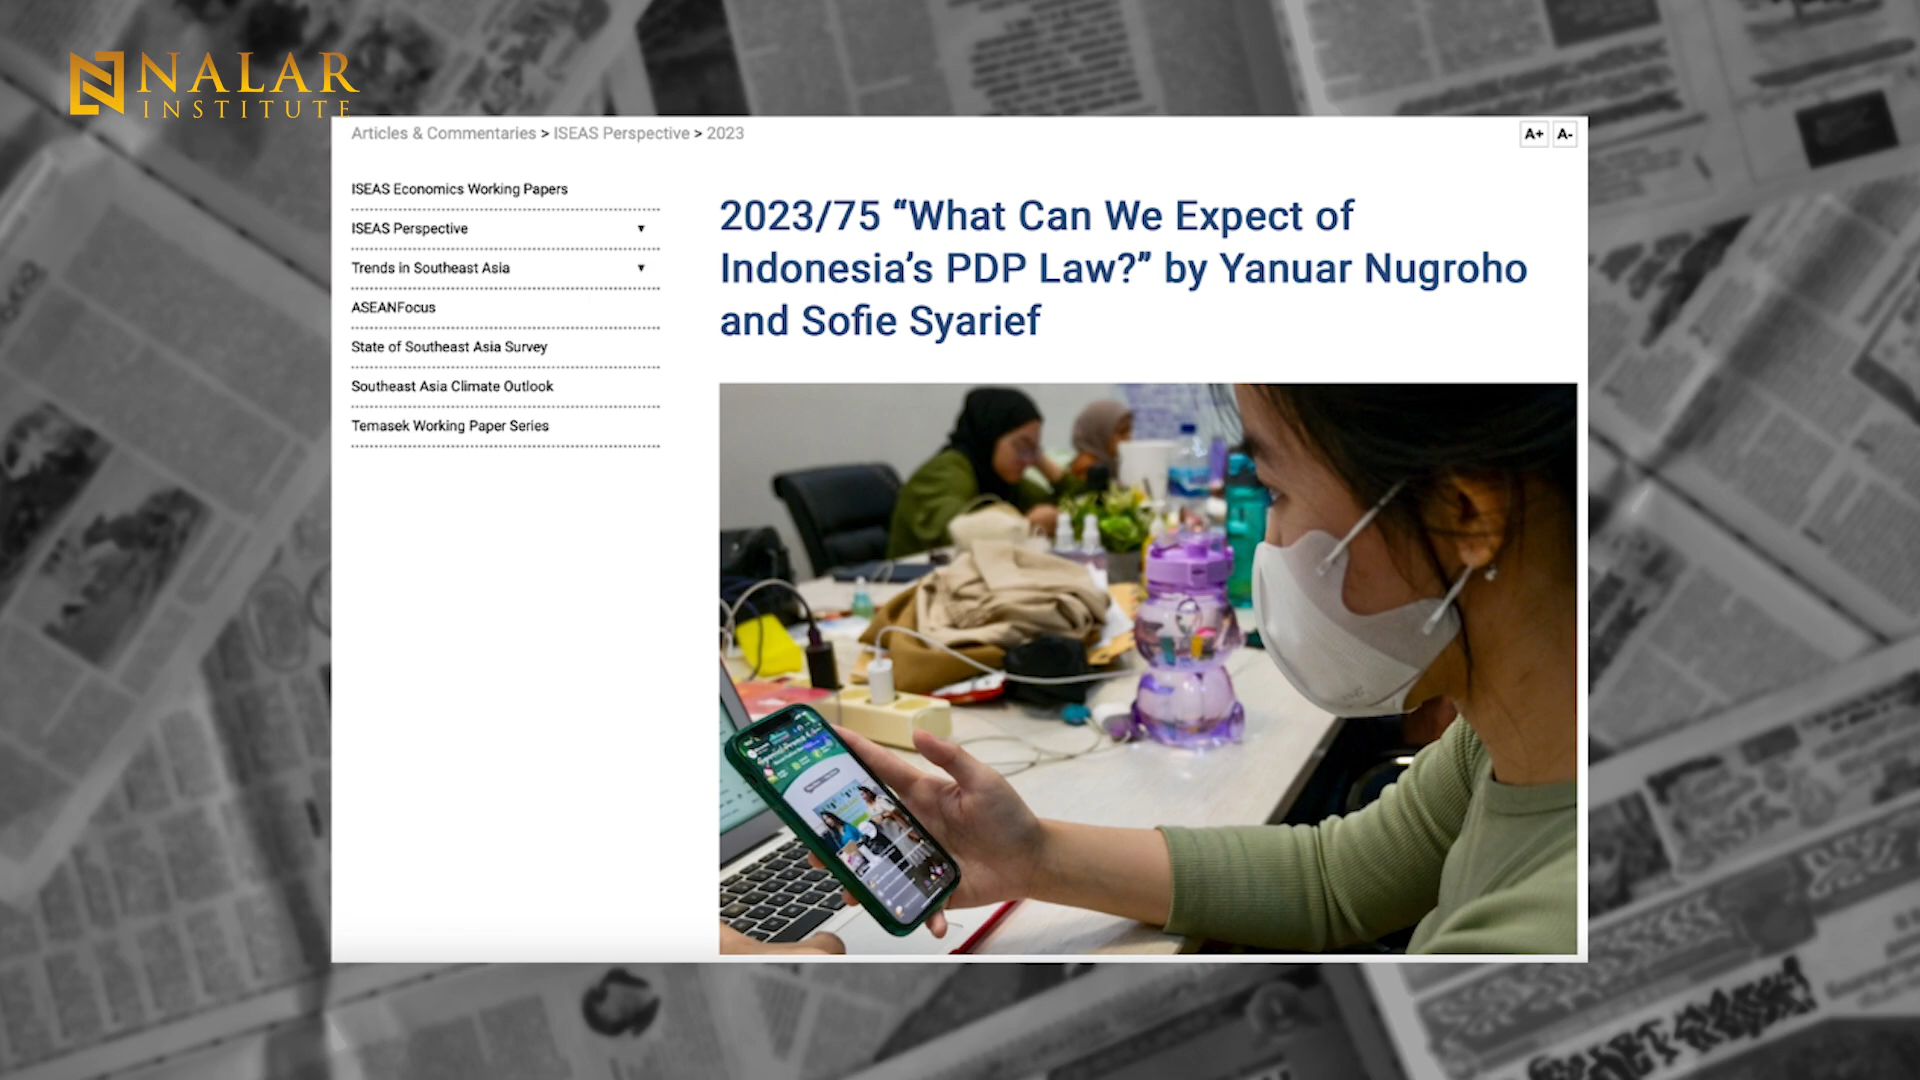 NALAR
INSTITUTE
Articles & Commentaries > ISEAS Perspective > 2023
A+ A-
ISEAS Economics Working Papers
ISEAS Perspective
Trends in Southeast Asia
ASEANFocus
State of Southeast Asia Survey
Southeast Asia Climate Outlook
Temasek Working Paper Series
2023/75 “What Can We Expect of
Indonesia’s PDP Law?” by Yanuar Nugroho
and Sofie Syarief